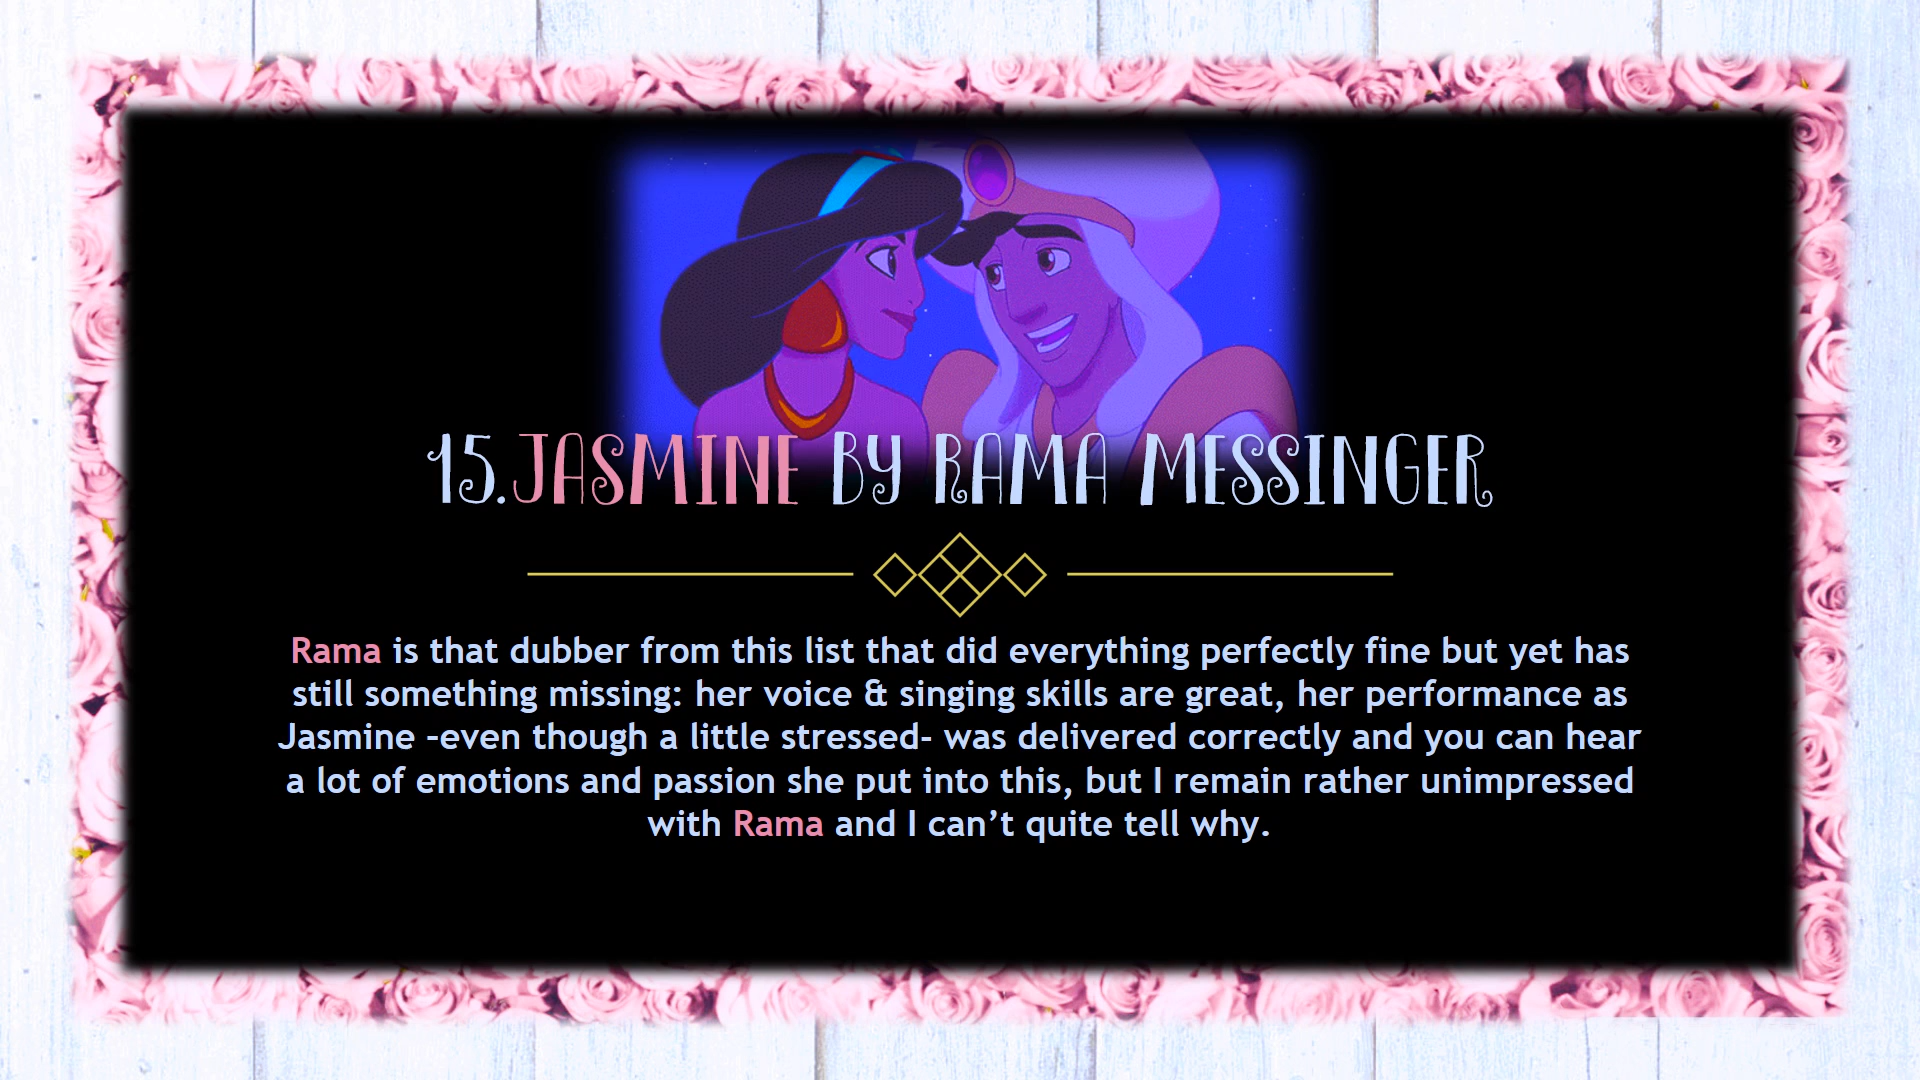 15.JASMINE BY RAMA MESSINGER
Rama is that dubber from this list that did everything perfectly fine but yet has
still something missing: her voice & singing skills are great, her performance as
Jasmine –even though a little stressed- was delivered correctly and you can hear
a lot of emotions and passion she put into this, but I remain rather unimpressed
with Rama and I can’t quite tell why.